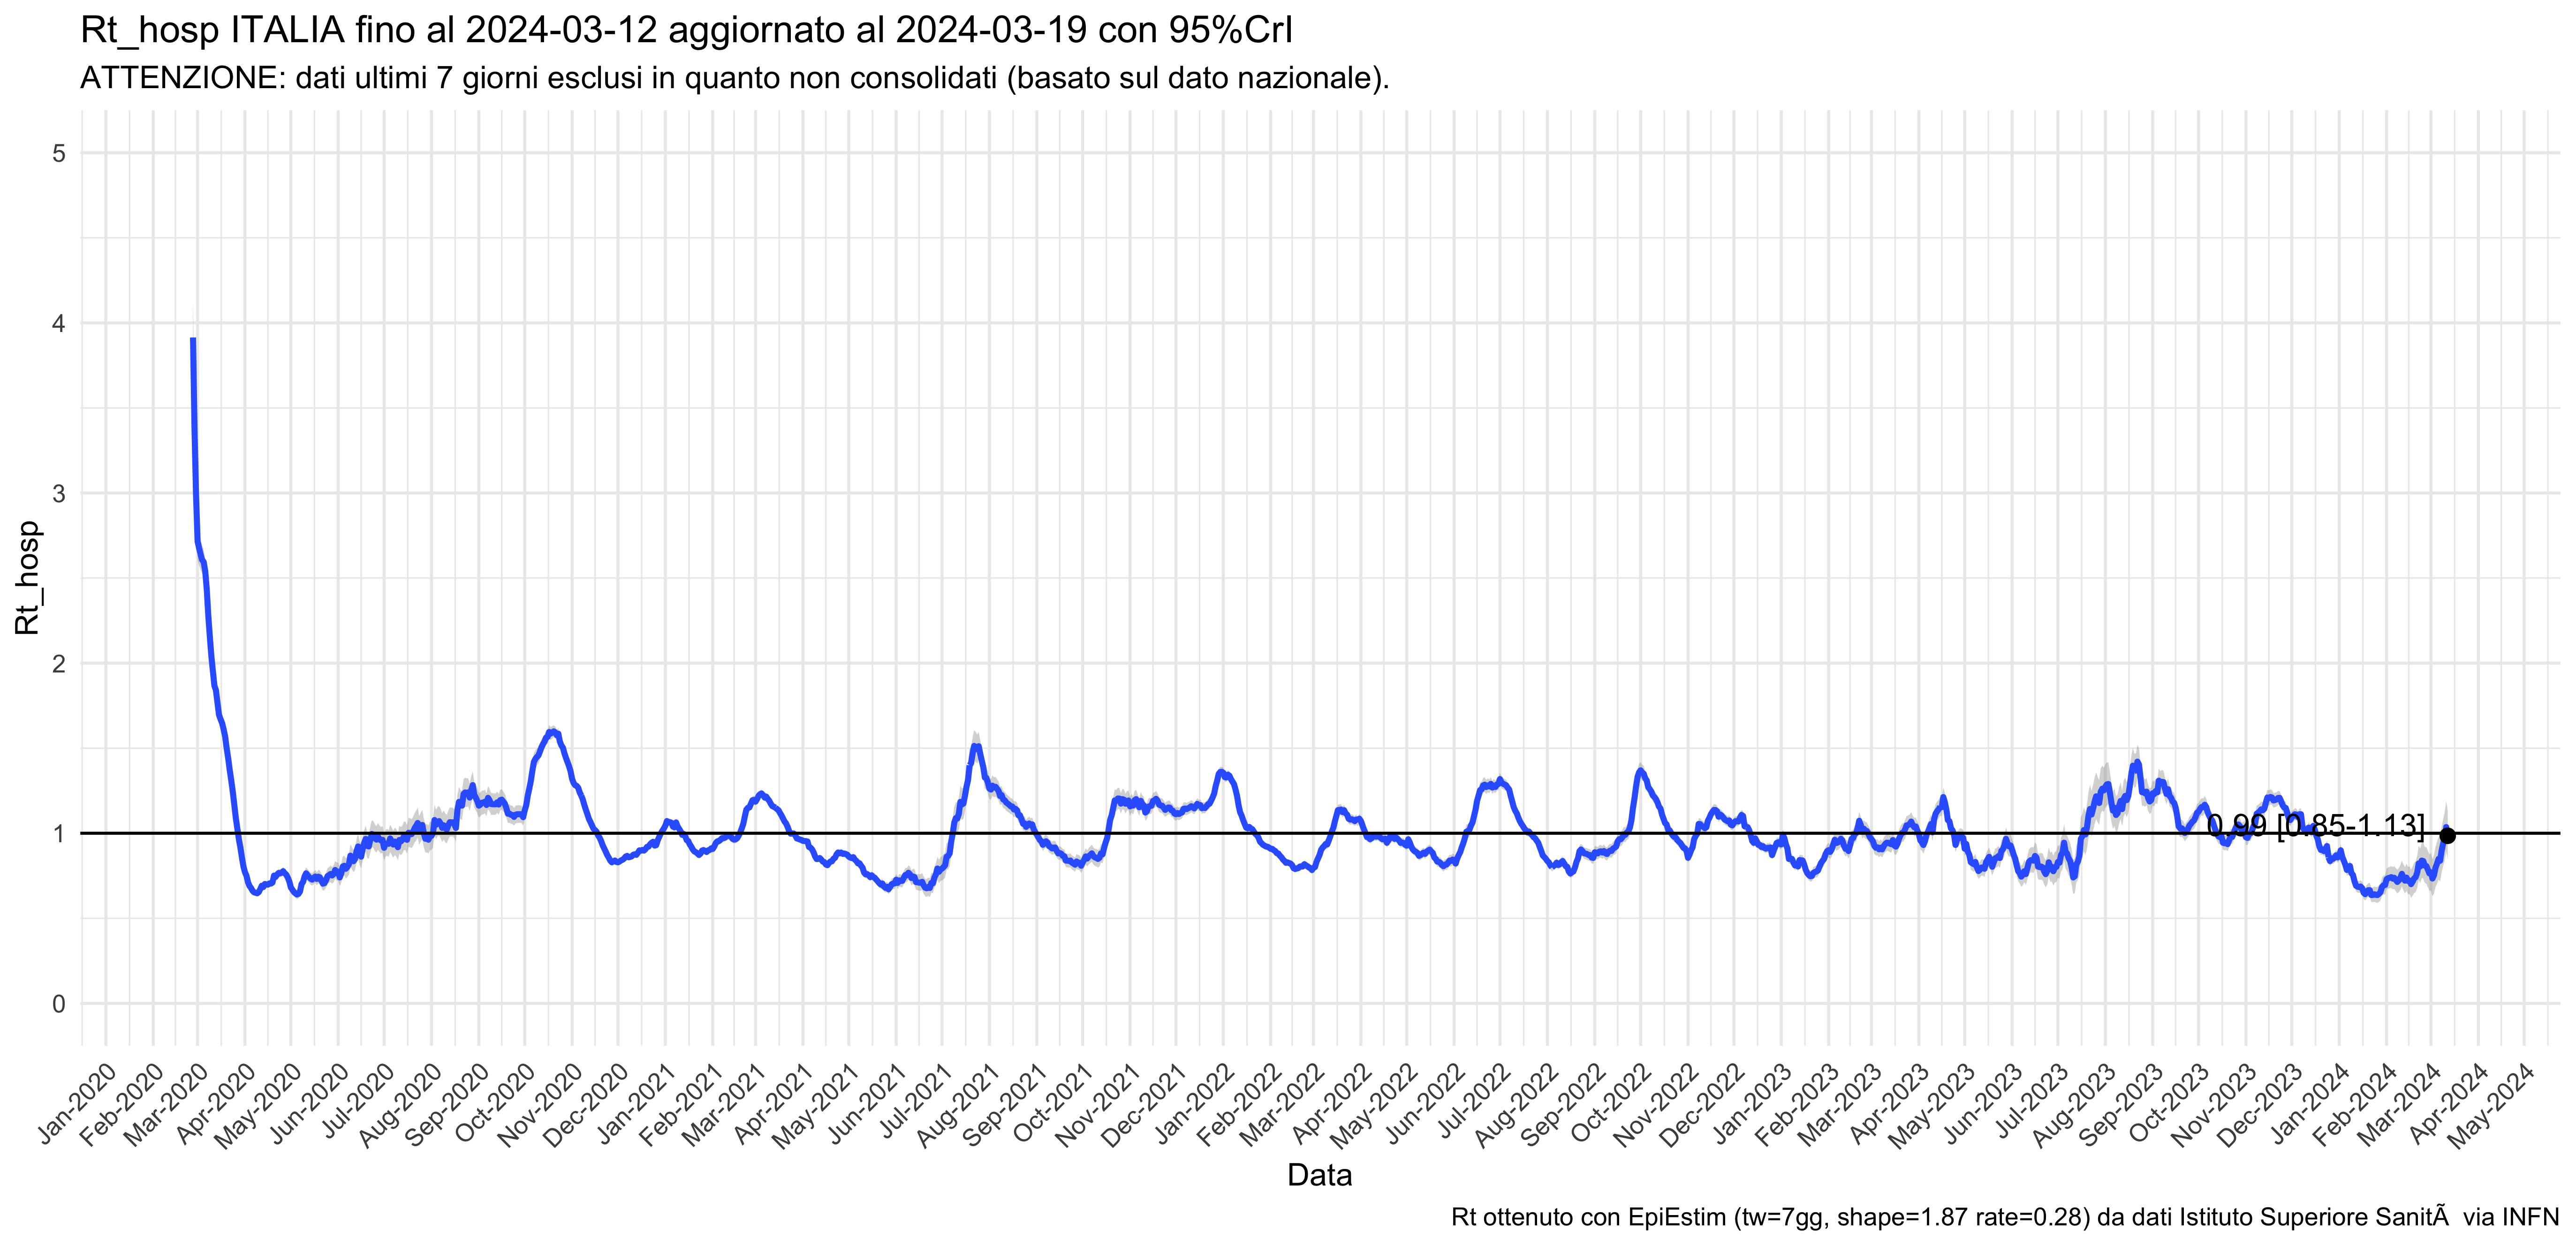 Rt_hosp ITALIA fino al 2024-03-12 aggiornato al 2024-03-19 con 95%CrI
ATTENZIONE: dati ultimi 7 giorni esclusi in quanto non consolidati (basato sul dato nazionale).
5
4
3
2
1
0
Rt_hosp
0.99 [0.85-1.13]
Jan-2020
Feb-2020
Mar-2020
Apr-2020
May-2020
Jun-2020
Jul-2020
Aug-2020
Sep-2020
Oct-2020
Nov-2020
Dec-2020
Jan-2021
Feb-2021
Mar-2021
Apr-2021
May-2021
Jun-2021
Jul-2021
Aug-2021
Sep-2021
Oct-2021
Nov-2021
Dec-2021
Jan-2022
Feb-2022
Mar-2022
Apr-2022
May-2022
Jun-2022
Jul-2022
Aug-2022
Sep-2022
Oct-2022
Nov-2022
Dec-2022
Jan-2023
Feb-2023
Mar-2023
Apr-2023
May-2023
Jun-2023
Jul-2023
Aug-2023
Sep-2023
Oct-2023
Nov-2023
Dec-2023
Jan-2024
Feb-2024
Mar-2024
Apr-2024
May-2024
Data
Rt ottenuto con EpiEstim (tw=7gg, shape=1.87 rate=0.28) da dati Istituto Superiore SanitÃ  via INFN